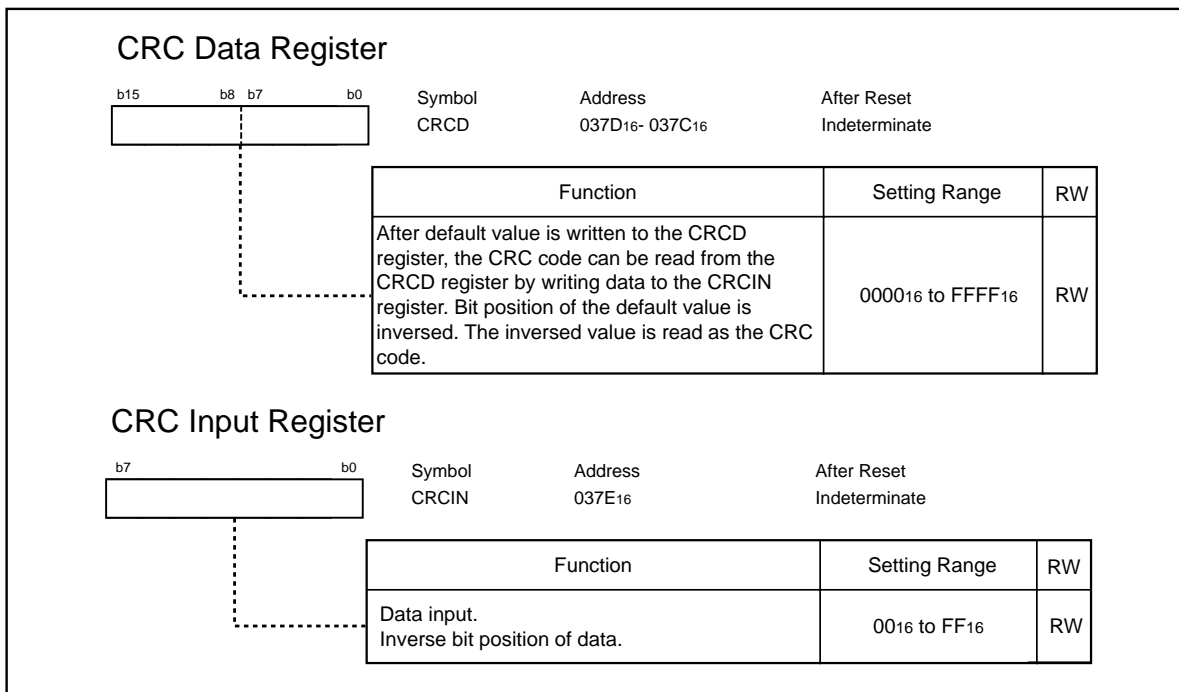 CRC Data Register
b15 b8 b7 b0 Symbol Address After Reset
CRCD 037D16- 037C16 Indeterminate
Function Setting Range RW
After default value is written to the CRCD
register, the CRC code can be read from the
CRCD register by writing data to the CRCIN
register. Bit position of the default value is
inversed. The inversed value is read as the CRC
code.
000016 to FFFF16 RW
CRC Input Register
b7 b0 Symbol Address After Reset
CRCIN 037E16 Indeterminate
Function Setting Range RW
Data input.
Inverse bit position of data.
0016 to FF16 RW